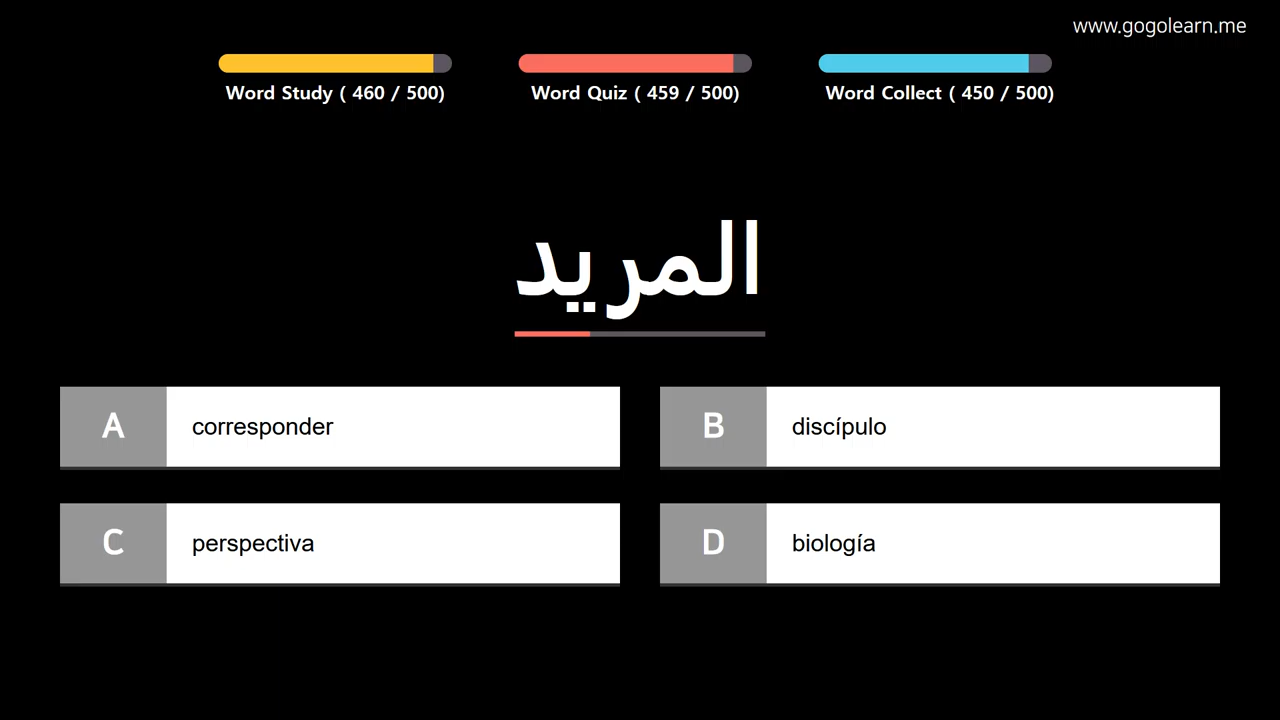 www.gogolearn.me
Word Study ( 460 / 500)
Word Quiz ( 459 / 500)
Word Collect ( 450 / 500)
المريد
A corresponder
B discípulo
C perspectiva
D biología